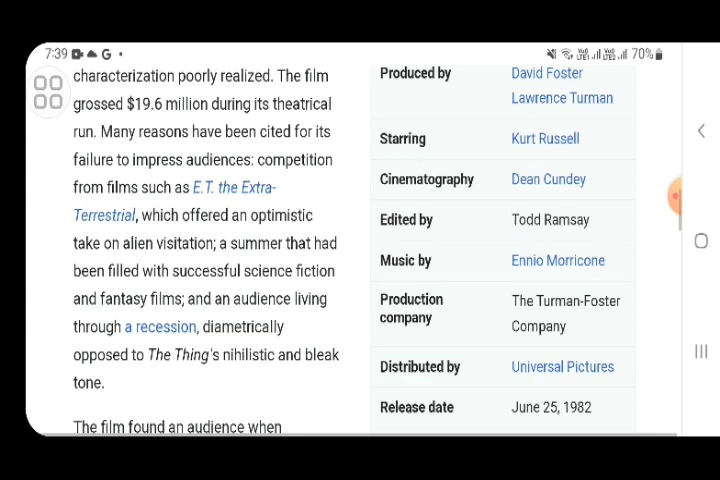 7:39
70%
characterization poorly realized. The film
grossed $19.6 million during its theatrical
run. Many reasons have been cited for its
failure to impress audiences: competition
from films such as E.T. the Extra-
Terrestrial, which offered an optimistic
take on alien visitation; a summer that had
been filled with successful science fiction
and fantasy films; and an audience living
through a recession, diametrically
opposed to The Thing's nihilistic and bleak
tone.
The film found an audience when
Produced by David Foster
Lawrence Turman
Starring Kurt Russell
Cinematography Dean Cundey
Edited by Todd Ramsay
Music by Ennio Morricone
Production The Turman-Foster
company Company
Distributed by Universal Pictures
Release date June 25, 1982